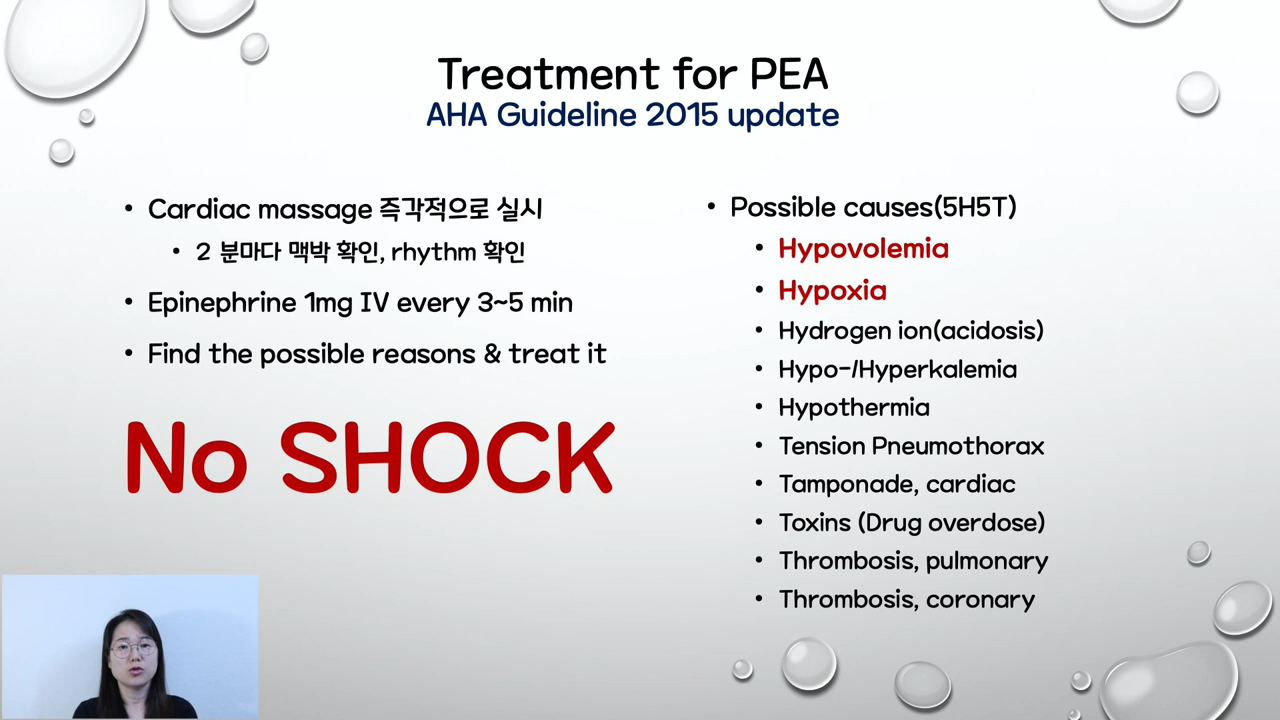 Treatment for PEA
AHA Guideline 2015 update
• Cardiac massage 즉각적으로 실시
• 2 분마다 맥박 확인, rhythm 확인
• Epinephrine 1mg IV every 3~5 min
• Find the possible reasons & treat it
No SHOCK
• Possible causes(5H5T)
• Hypovolemia
• Hypoxia
• Hydrogen ion(acidosis)
• Hypo-/Hyperkalemia
• Hypothermia
• Tension Pneumothorax
• Tamponade, cardiac
• Toxins (Drug overdose)
• Thrombosis, pulmonary
• Thrombosis, coronary